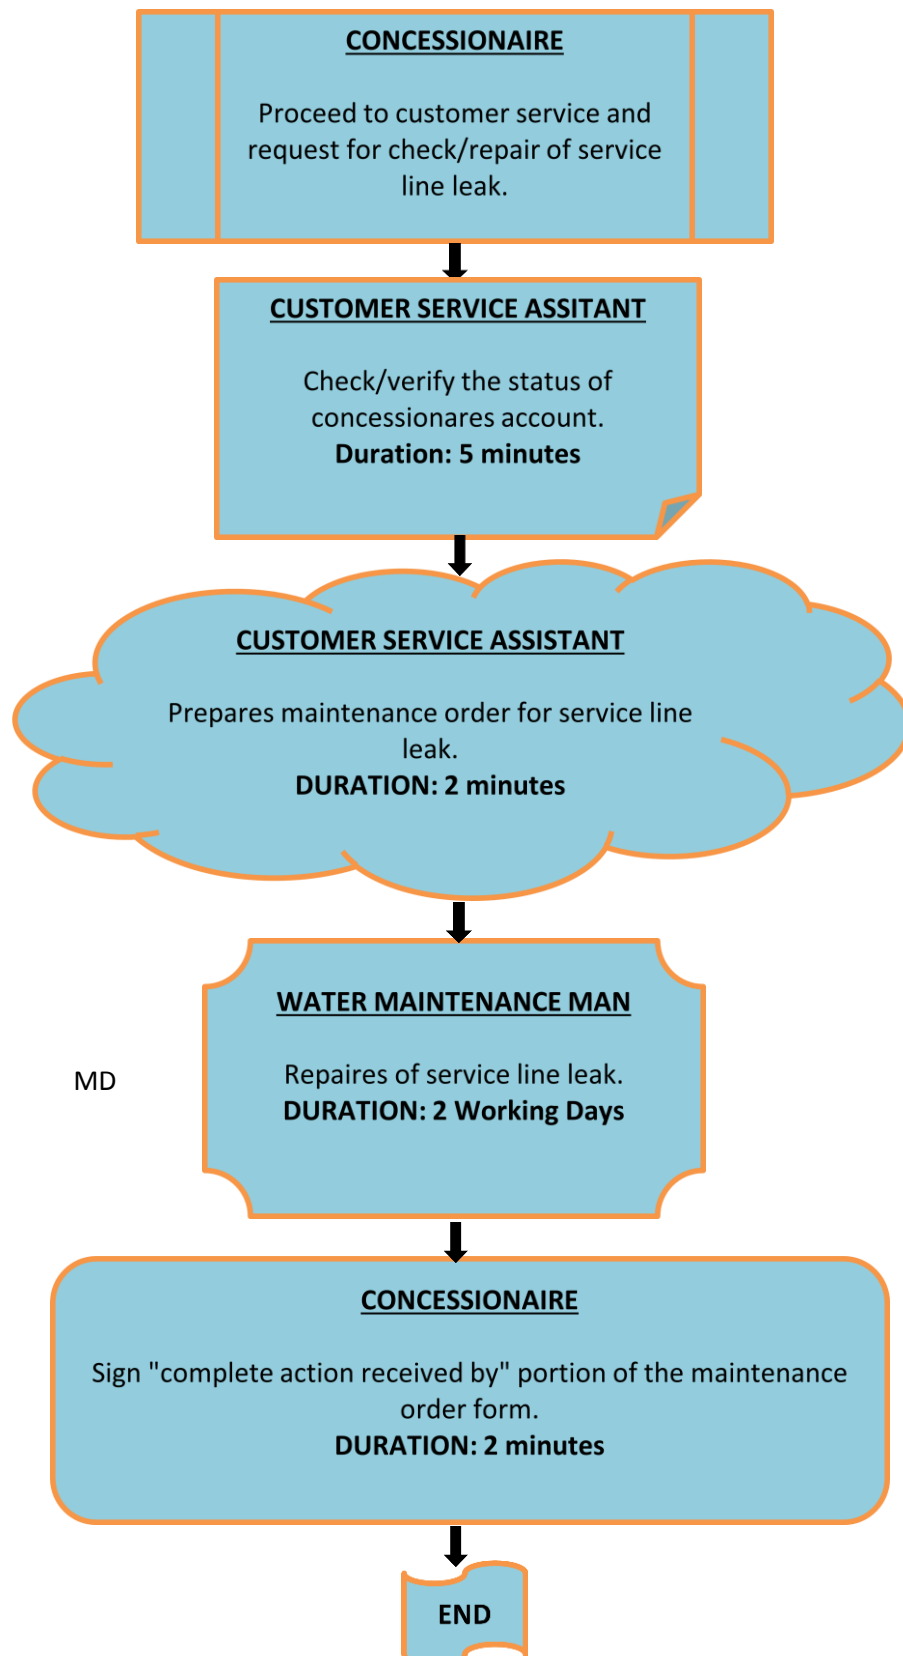 CONCESSIONAIRE
Proceed to customer service and
request for check/repair of service
line leak.
CUSTOMER SERVICE ASSITANT
Check/verify the status of
concessionares account.
Duration: 5 minutes
CUSTOMER SERVICE ASSISTANT
Prepares maintenance order for service line
leak.
DURATION: 2 minutes
WATER MAINTENANCE MAN
MD
Repaires of service line leak.
DURATION: 2 Working Days
CONCESSIONAIRE
Sign "complete action received by" portion of the maintenance
order form.
DURATION: 2 minutes
END